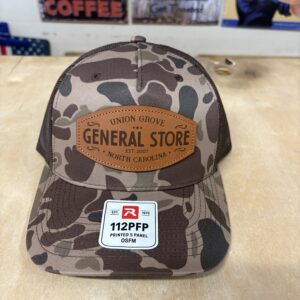 COFFEE
UNION GROVE
GENERAL STORE
EST. 2007
NORTH CAROLINA
R
112PFP
PRINTED 5 PANEL
OSFM